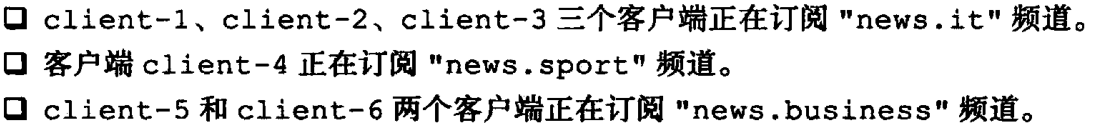 ❑ client-1、client-2、client-3 三个客户端正在订阅 "news.it" 频道。
❑ 客户端 client-4 正在订阅 "news.sport" 频道。
❑ client-5 和 client-6 两个客户端正在订阅 "news.business" 频道。